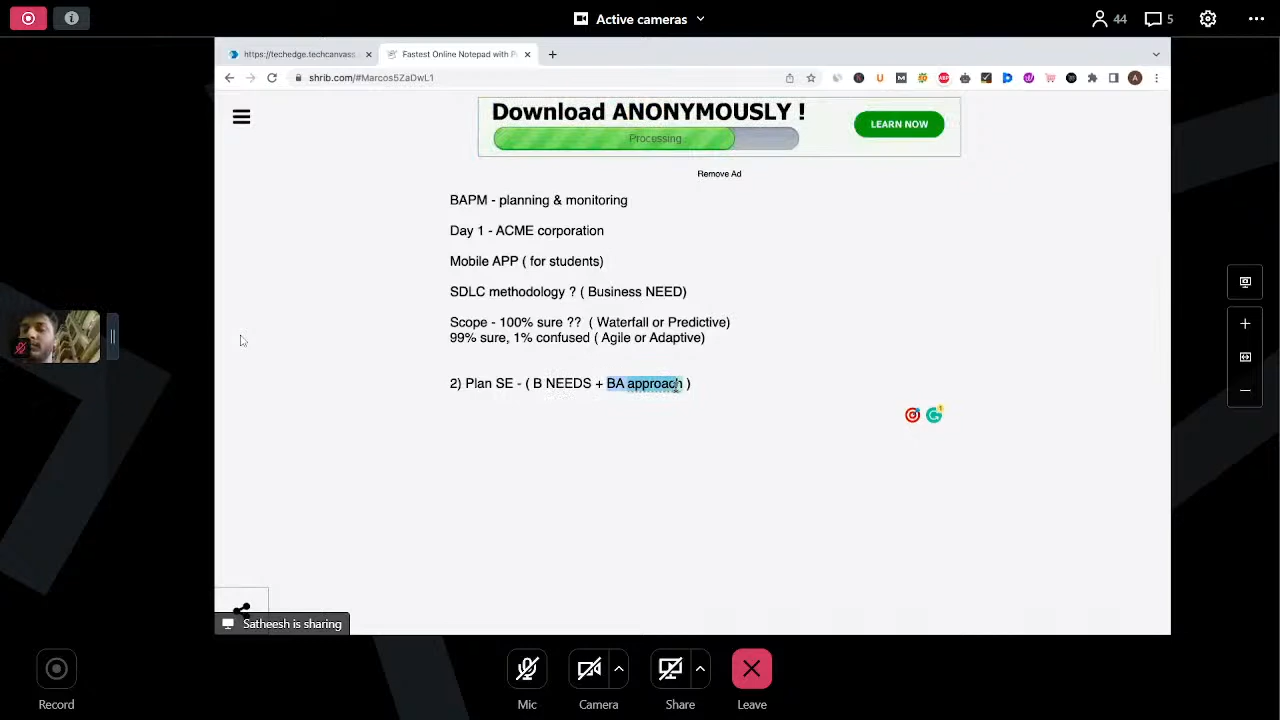 Active cameras
44
5
https://techedge.techcanvass
Fastest Online Notepad with P
shrib.com/#Marcos5ZaDwL1
Download ANONYMOUSLY !
Processing
LEARN NOW
Remove Ad
BAPM - planning & monitoring
Day 1 - ACME corporation
Mobile APP ( for students)
SDLC methodology ? ( Business NEED)
Scope - 100% sure ?? ( Waterfall or Predictive)
99% sure, 1% confused ( Agile or Adaptive)
2) Plan SE - ( B NEEDS + BA approach )
Satheesh is sharing
Record
Mic
Camera
Share
Leave